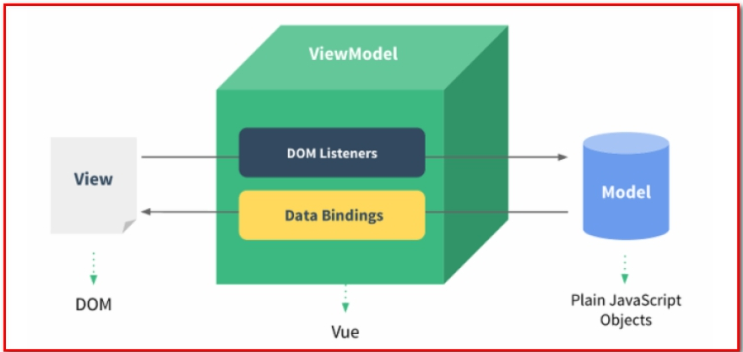 ViewModel
DOM Listeners
View
Data Bindings
Model
DOM
Vue
Plain JavaScript
Objects